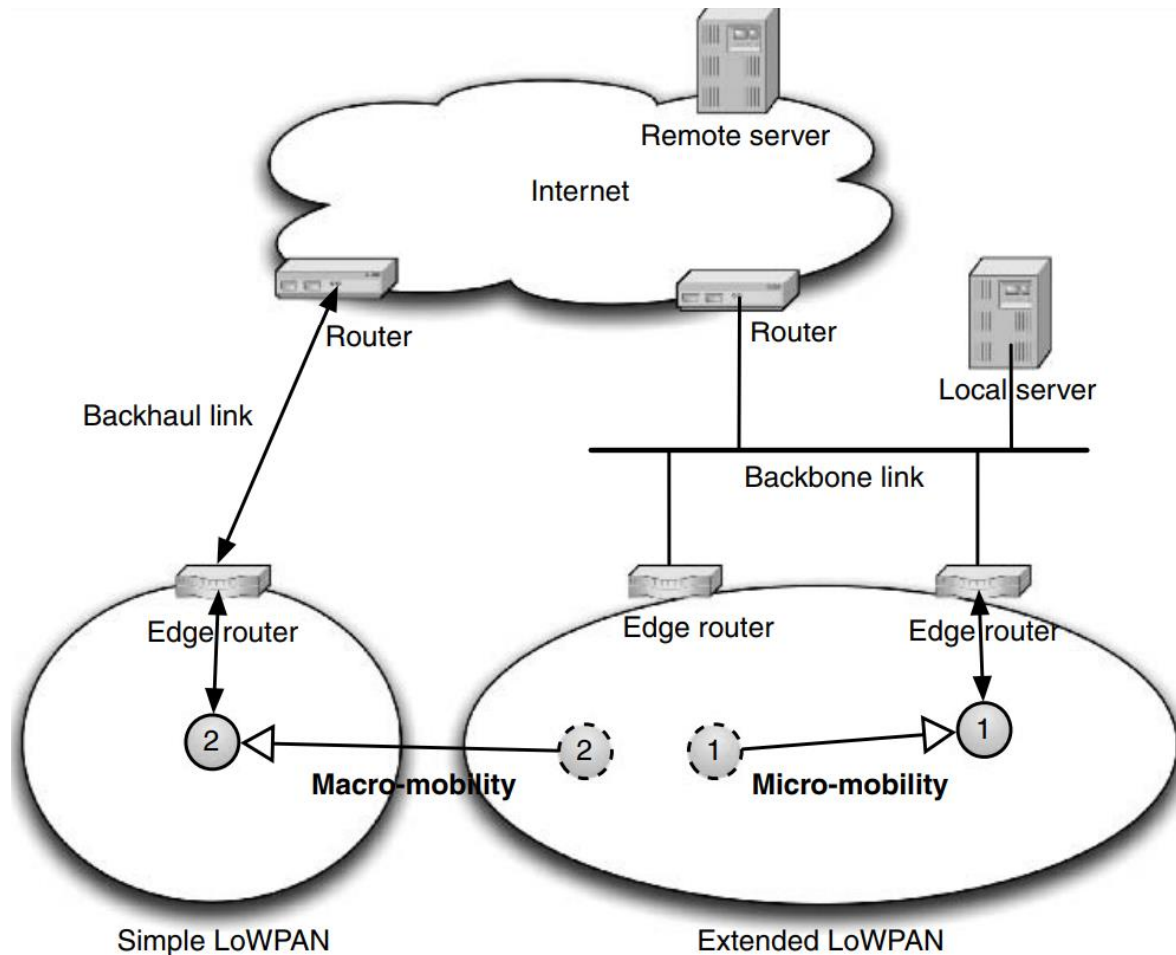 Remote server
Internet
Router
Router
Local server
Backhaul link
Backbone link
Edge router
Edge router
Edge router
2
2
1
1
Macro-mobility
Micro-mobility
Simple LoWPAN
Extended LoWPAN